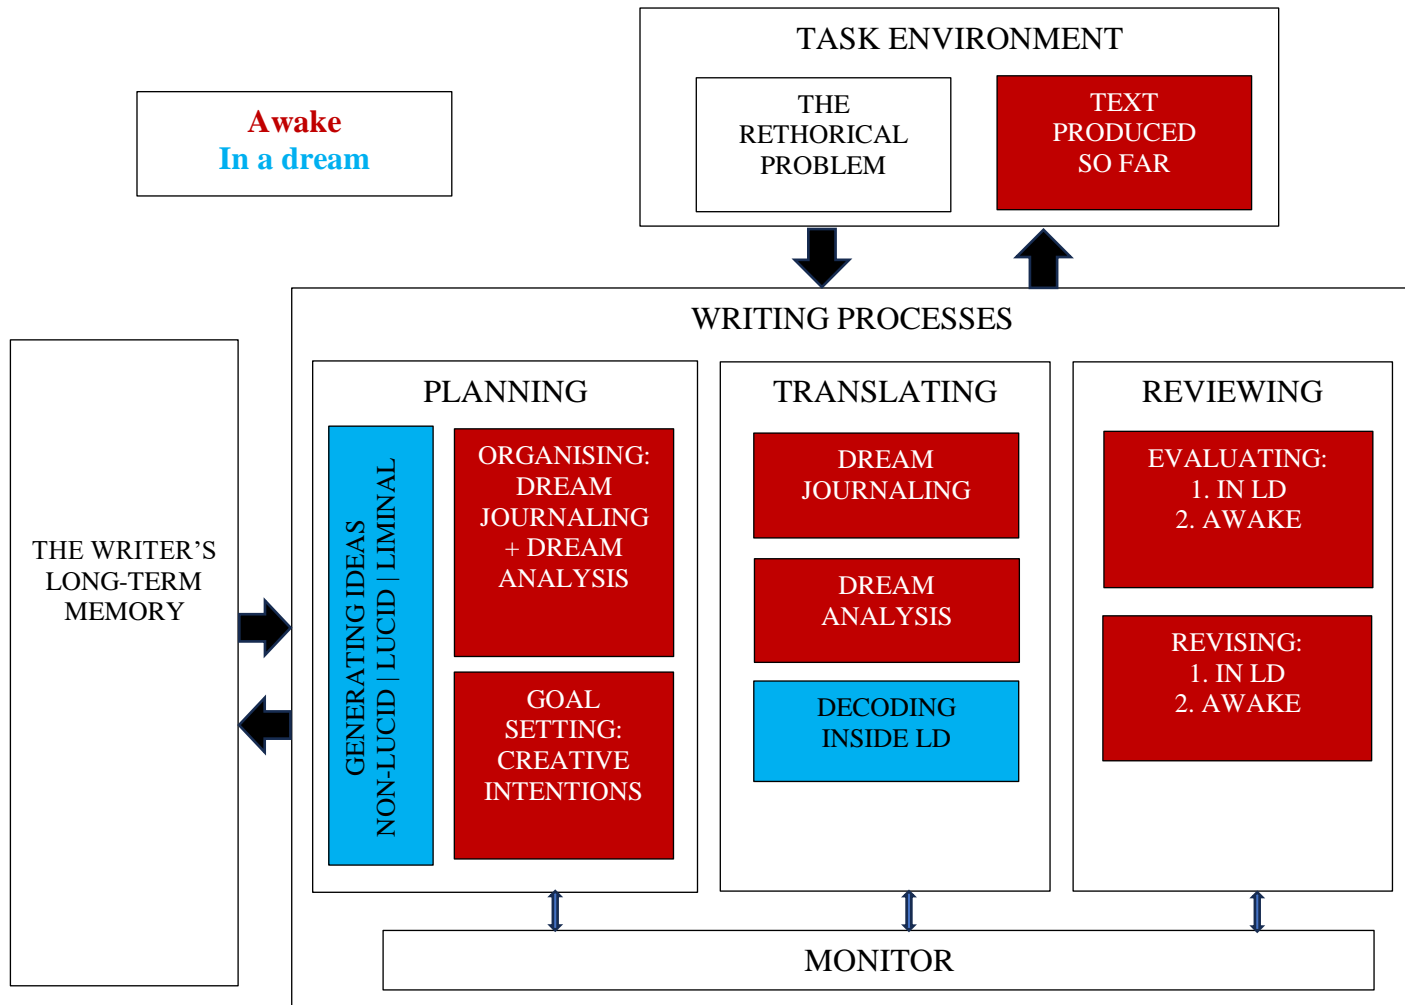 TASK ENVIRONMENT
THE
RETHORICAL
PROBLEM
TEXT
PRODUCED
SO FAR
Awake
In a dream
WRITING PROCESSES
THE WRITER’S
LONG-TERM
MEMORY
PLANNING
GENERATING IDEAS
NON-LUCID | LUCID | LIMINAL
ORGANISING:
DREAM
JOURNALING
+ DREAM
ANALYSIS
GOAL
SETTING:
CREATIVE
INTENTIONS
TRANSLATING
DREAM
JOURNALING
DREAM
ANALYSIS
DECODING
INSIDE LD
REVIEWING
EVALUATING:
1. IN LD
2. AWAKE
REVISING:
1. IN LD
2. AWAKE
MONITOR